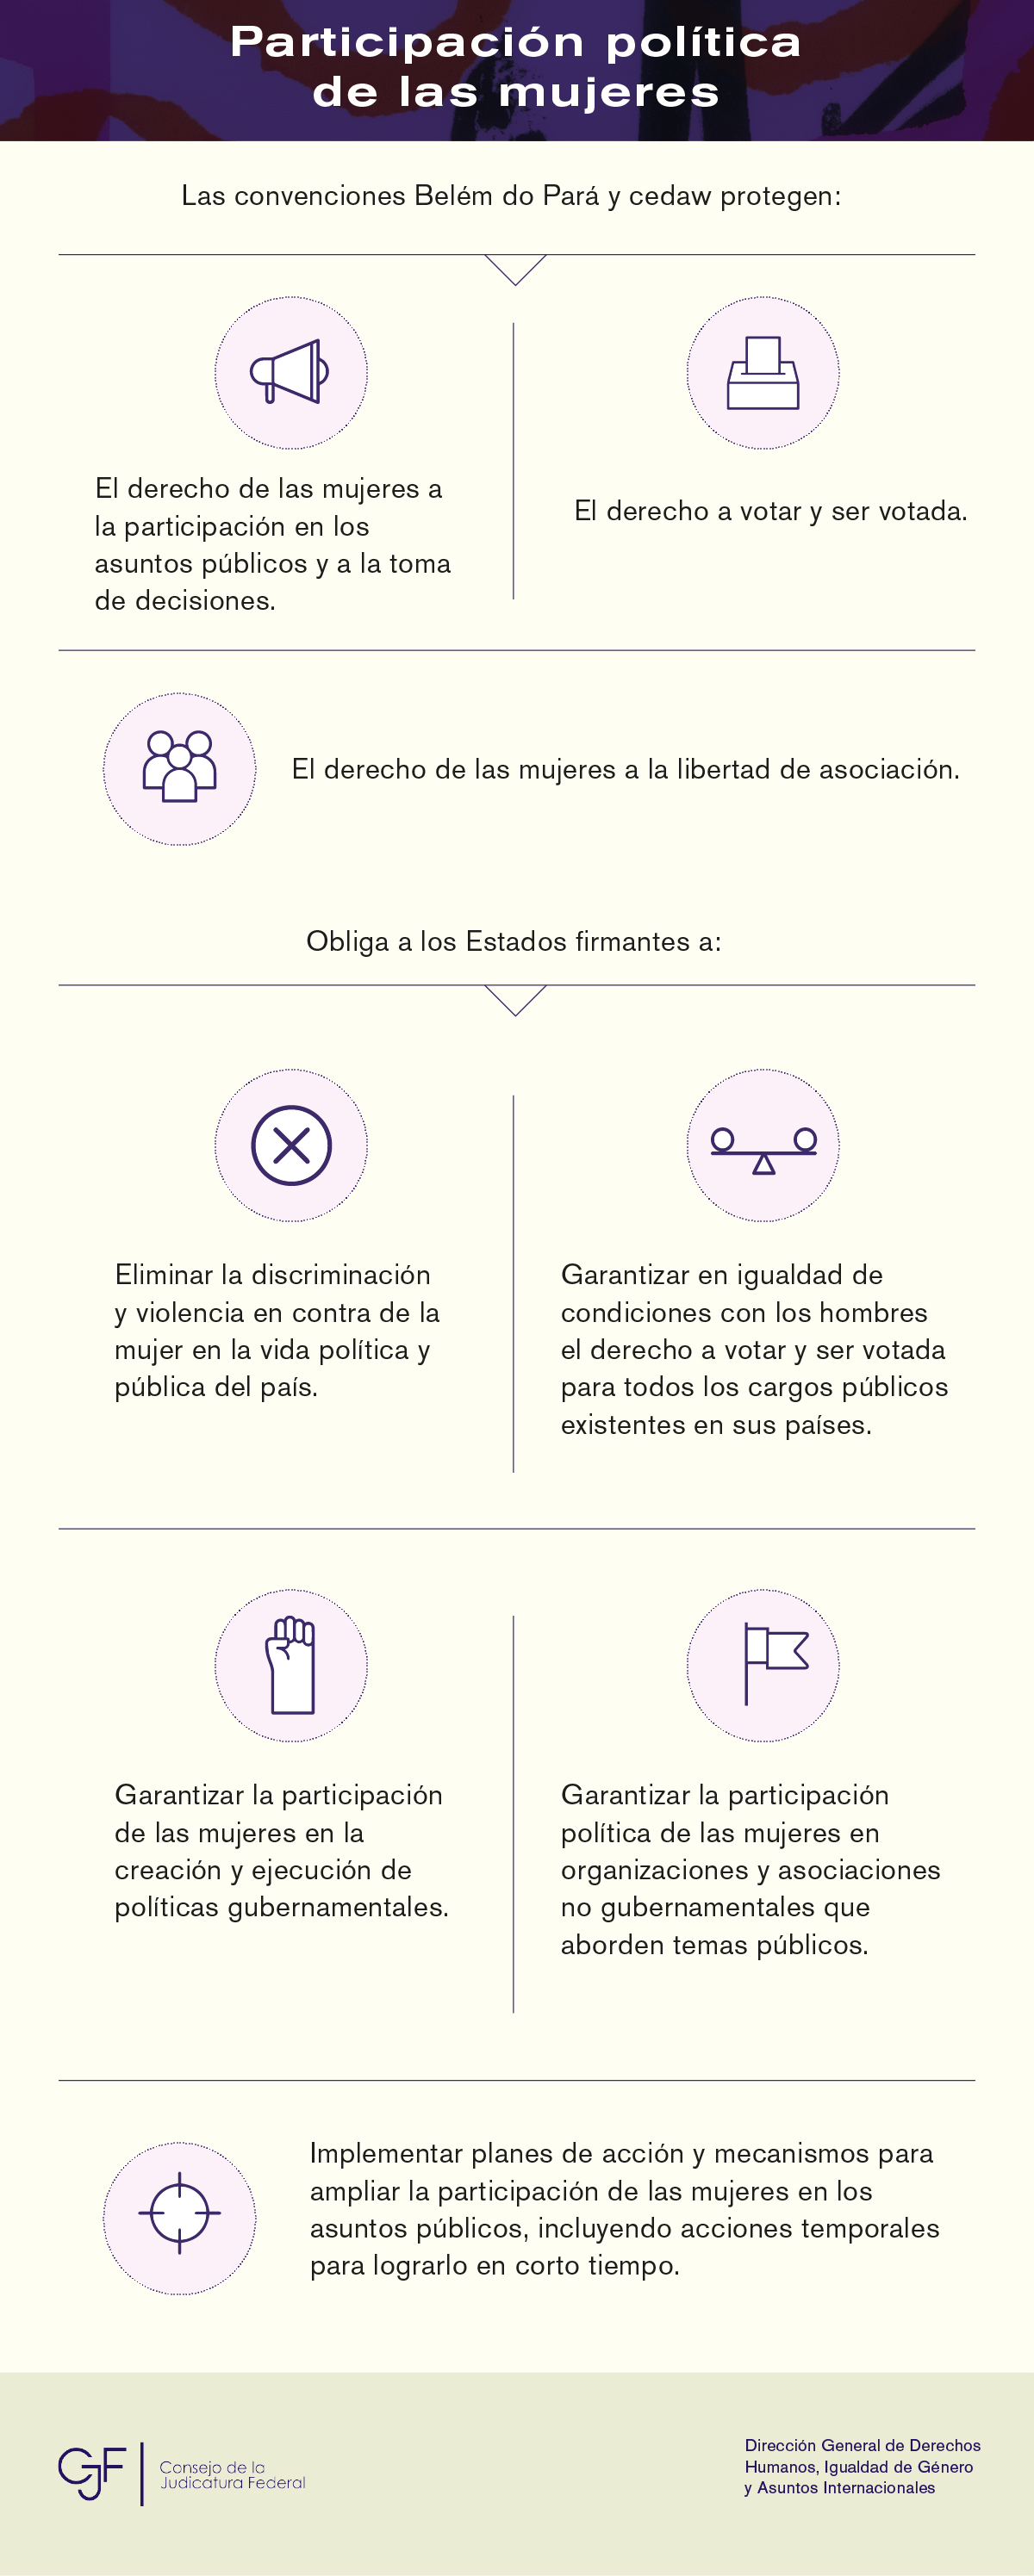 Participación política
de las mujeres
Las convenciones Belém do Pará y cedaw protegen:
El derecho de las mujeres a
la participación en los
asuntos públicos y a la toma
de decisiones.
El derecho a votar y ser votada.
El derecho de las mujeres a la libertad de asociación.
Obliga a los Estados firmantes a:
Eliminar la discriminación
y violencia en contra de la
mujer en la vida política y
pública del país.
Garantizar en igualdad de
condiciones con los hombres
el derecho a votar y ser votada
para todos los cargos públicos
existentes en sus países.
Garantizar la participación
de las mujeres en la
creación y ejecución de
políticas gubernamentales.
Garantizar la participación
política de las mujeres en
organizaciones y asociaciones
no gubernamentales que
aborden temas públicos.
Implementar planes de acción y mecanismos para
ampliar la participación de las mujeres en los
asuntos públicos, incluyendo acciones temporales
para lograrlo en corto tiempo.
CJF
Consejo de la
Judicatura Federal
Dirección General de Derechos
Humanos, Igualdad de Género
y Asuntos Internacionales